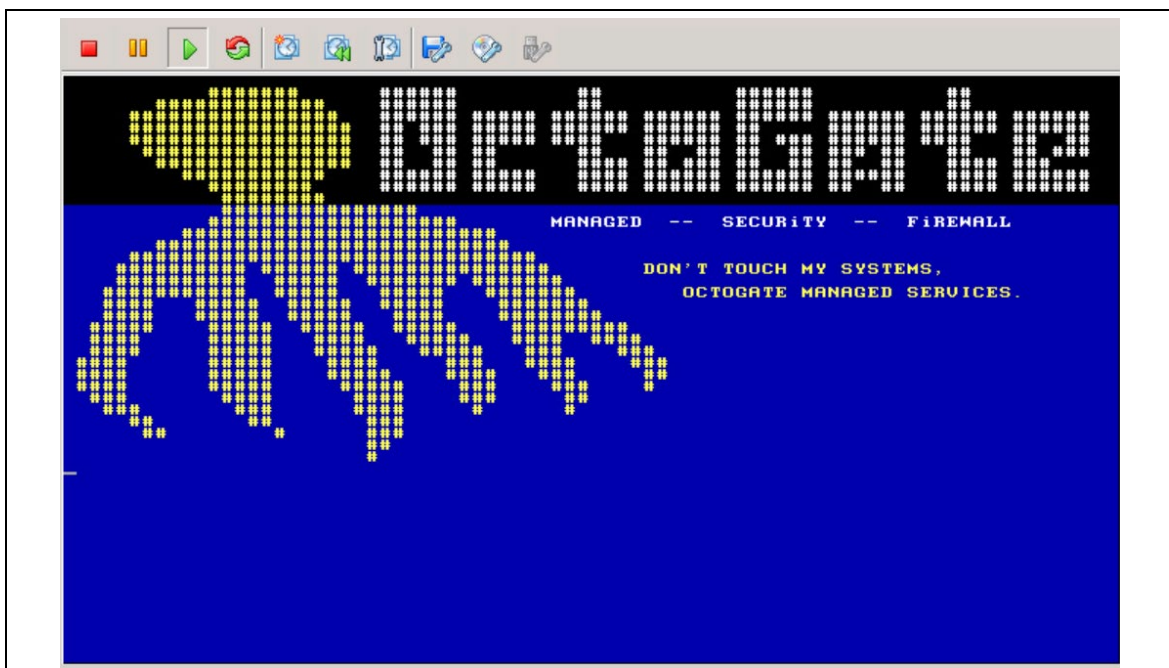 OctoGate
MANAGED -- SECURiTY -- FiREWALL
DON'T TOUCH MY SYSTEMS,
OCTOGATE MANAGED SERVICES.